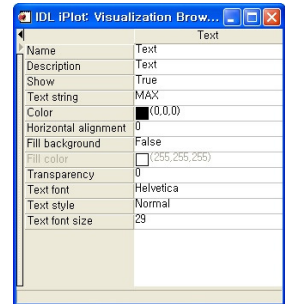 IDL iPlot: Visualization Brow...
Text
Name Text
Description Text
Show True
Text string MAX
Color (0,0,0)
Horizontal alignment 0
Fill background False
Fill color (255,255,255)
Transparency 0
Text font Helvetica
Text style Normal
Text font size 29